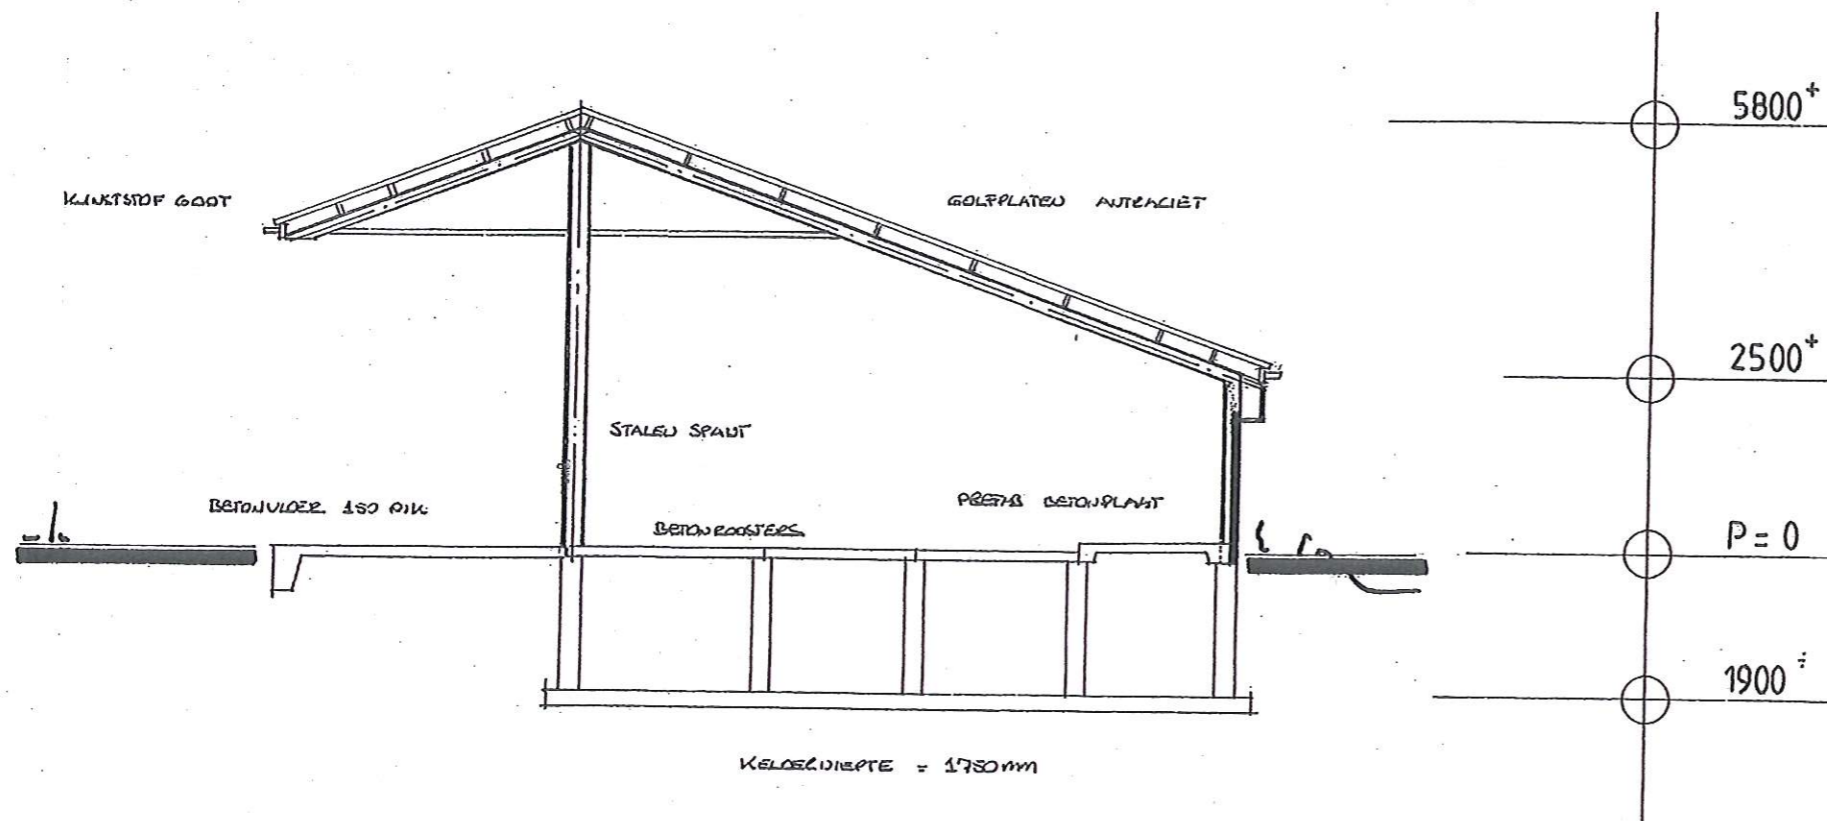 5800+
KUNSTSTOF GOOT
GOLFPLATEN ANTRACIET
2500+
STALEN SPANT
BETONVLOER 150 DIK
PREFAB BETONPLAAT
BETONROOSTERS
P = 0
1900 ÷
KELDERDIEPTE = 1750mm